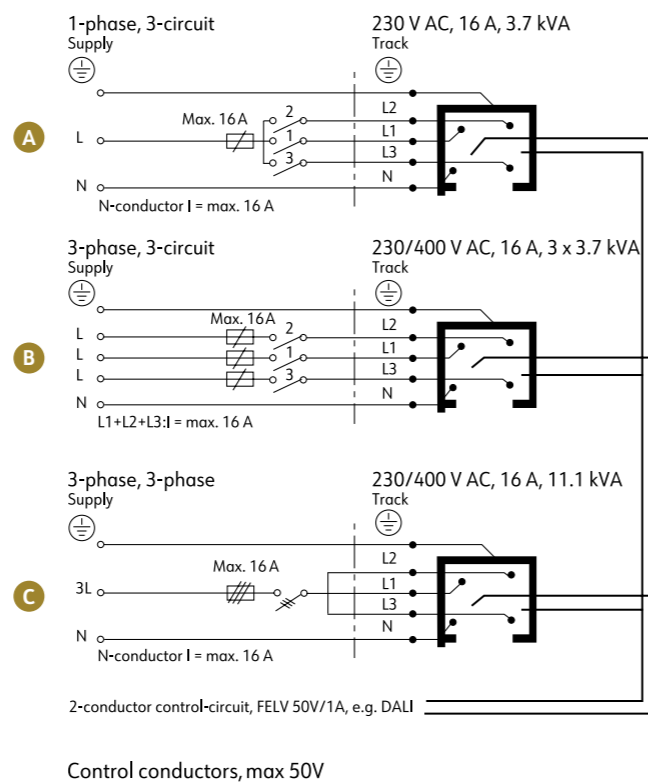 1-phase, 3-circuit
Supply
230 V AC, 16 A, 3.7 kVA
Track
A
L
N
Max. 16 A
2
1
3
L2
L1
L3
N
N-conductor I = max. 16 A
3-phase, 3-circuit
Supply
230/400 V AC, 16 A, 3 x 3.7 kVA
Track
B
L
L
L
N
Max. 16 A
2
1
3
L2
L1
L3
N
L1+L2+L3:I = max. 16 A
3-phase, 3-phase
Supply
230/400 V AC, 16 A, 11.1 kVA
Track
C
3L
N
Max. 16 A
L2
L1
L3
N
N-conductor I = max. 16 A
2-conductor control-circuit, FELV 50V/1A, e.g. DALI
Control conductors, max 50V